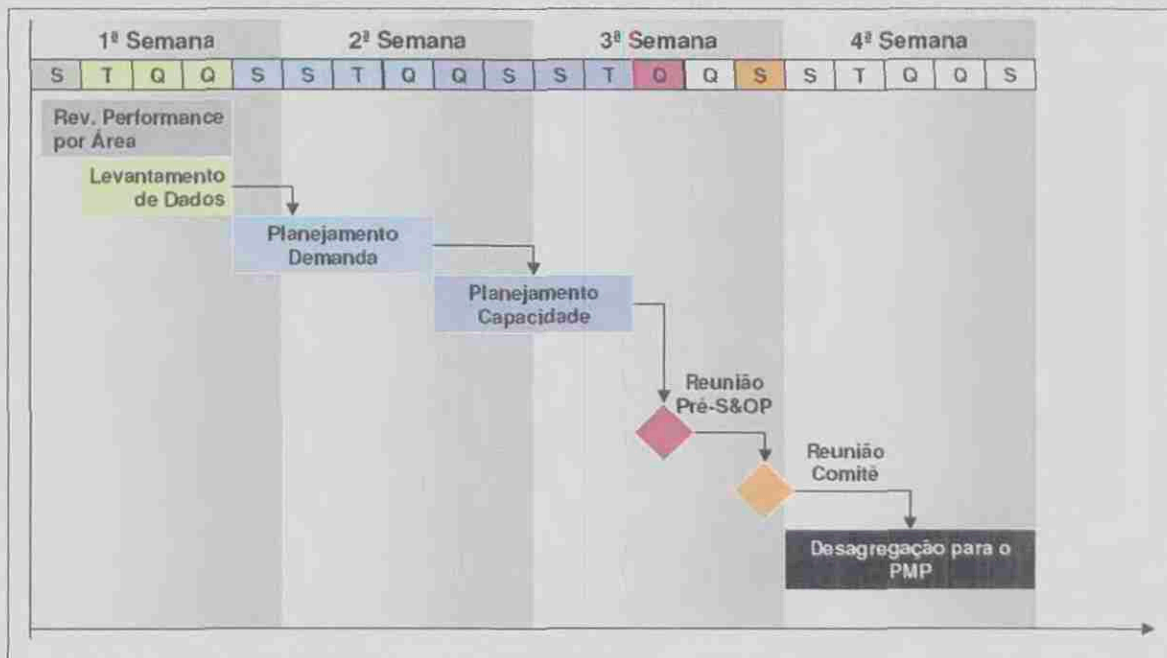 1ª Semana 2ª Semana 3ª Semana 4ª Semana
S T Q Q S S T Q Q S S T Q Q S S T Q Q S
Rev. Performance
por Área
Levantamento
de Dados
Planejamento
Demanda
Planejamento
Capacidade
Reunião
Pré-S&OP
Reunião
Comitê
Desagregação para o
PMP